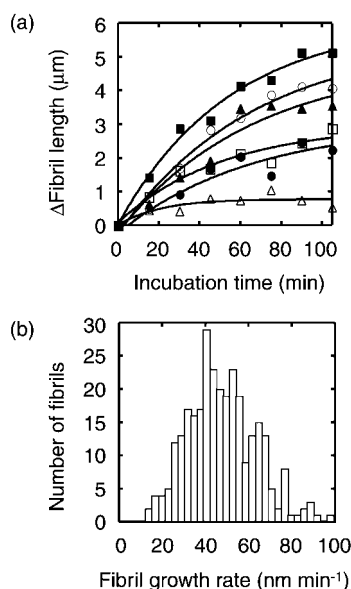 (a)
ΔFibril length (μm)
6
5
4
3
2
1
0
0 20 40 60 80 100
Incubation time (min)
(b)
Number of fibrils
30
25
20
15
10
5
0
0 20 40 60 80 100
Fibril growth rate (nm min-1)